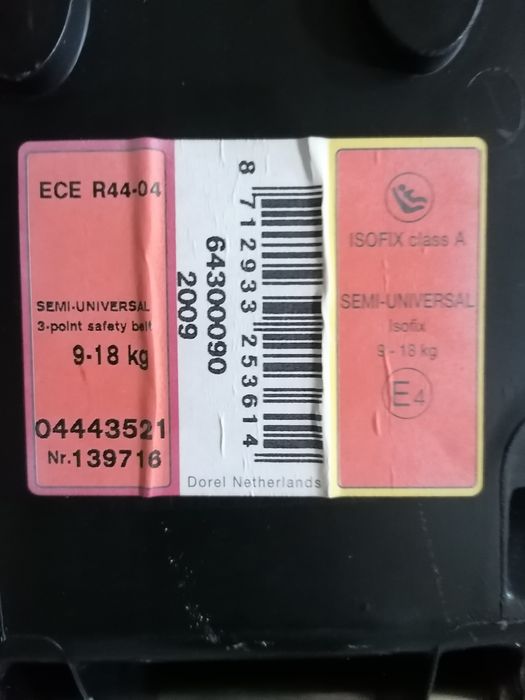 ECE R44-04
SEMI-UNIVERSAL
3-point safety belt
9-18 kg
04443521
Nr.139716
8 712933 253614
64300090
2009
Dorel Netherlands
ISOFIX class A
SEMI-UNIVERSAL
Isofix
9 - 18 kg
E4